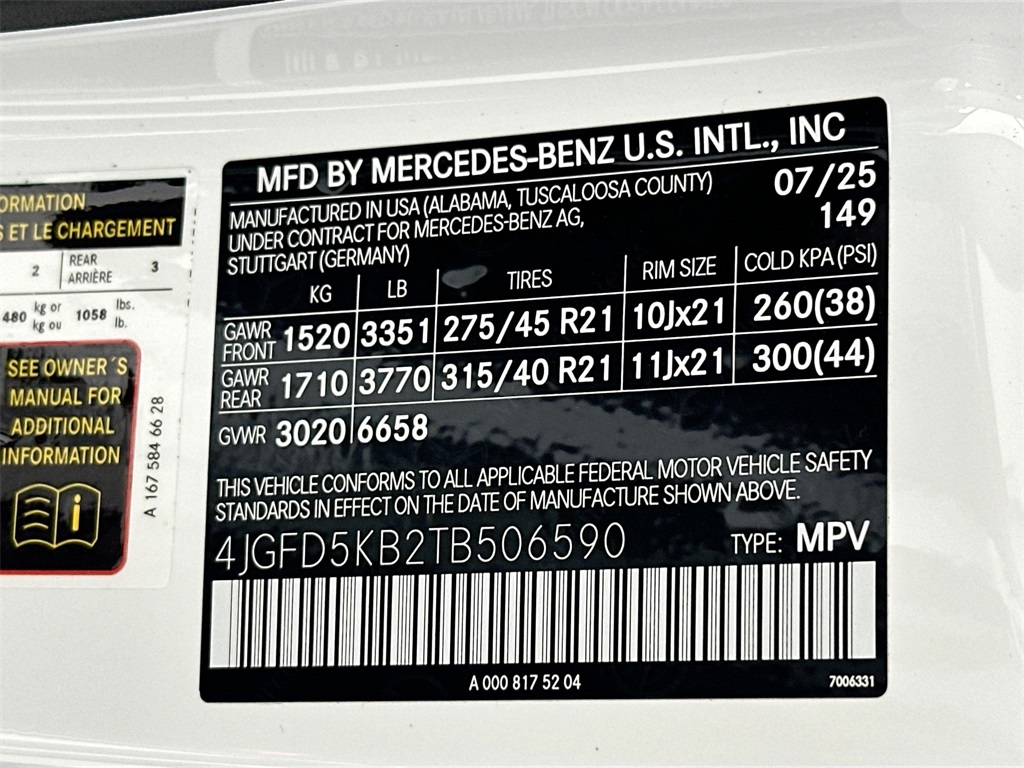 ORMATION
S ET LE CHARGEMENT
2 REAR ARRIÈRE 3
480 kg or kg ou 1058 lbs. lb.
SEE OWNER´S
MANUAL FOR
ADDITIONAL
INFORMATION
i
A 167 584 66 28
MFD BY MERCEDES-BENZ U.S. INTL., INC
MANUFACTURED IN USA (ALABAMA, TUSCALOOSA COUNTY) 07/25
UNDER CONTRACT FOR MERCEDES-BENZ AG, 149
STUTTGART (GERMANY)
KG LB TIRES RIM SIZE COLD KPA (PSI)
GAWR FRONT 1520 3351 275/45 R21 10Jx21 260(38)
GAWR REAR 1710 3770 315/40 R21 11Jx21 300(44)
GVWR 3020 6658
THIS VEHICLE CONFORMS TO ALL APPLICABLE FEDERAL MOTOR VEHICLE SAFETY
STANDARDS IN EFFECT ON THE DATE OF MANUFACTURE SHOWN ABOVE.
4JGFD5KB2TB506590 TYPE: MPV
A 000 817 52 04 7006331